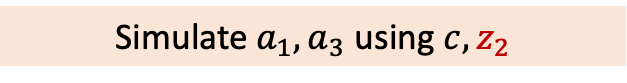 Simulate a₁, a₃ using c, z₂